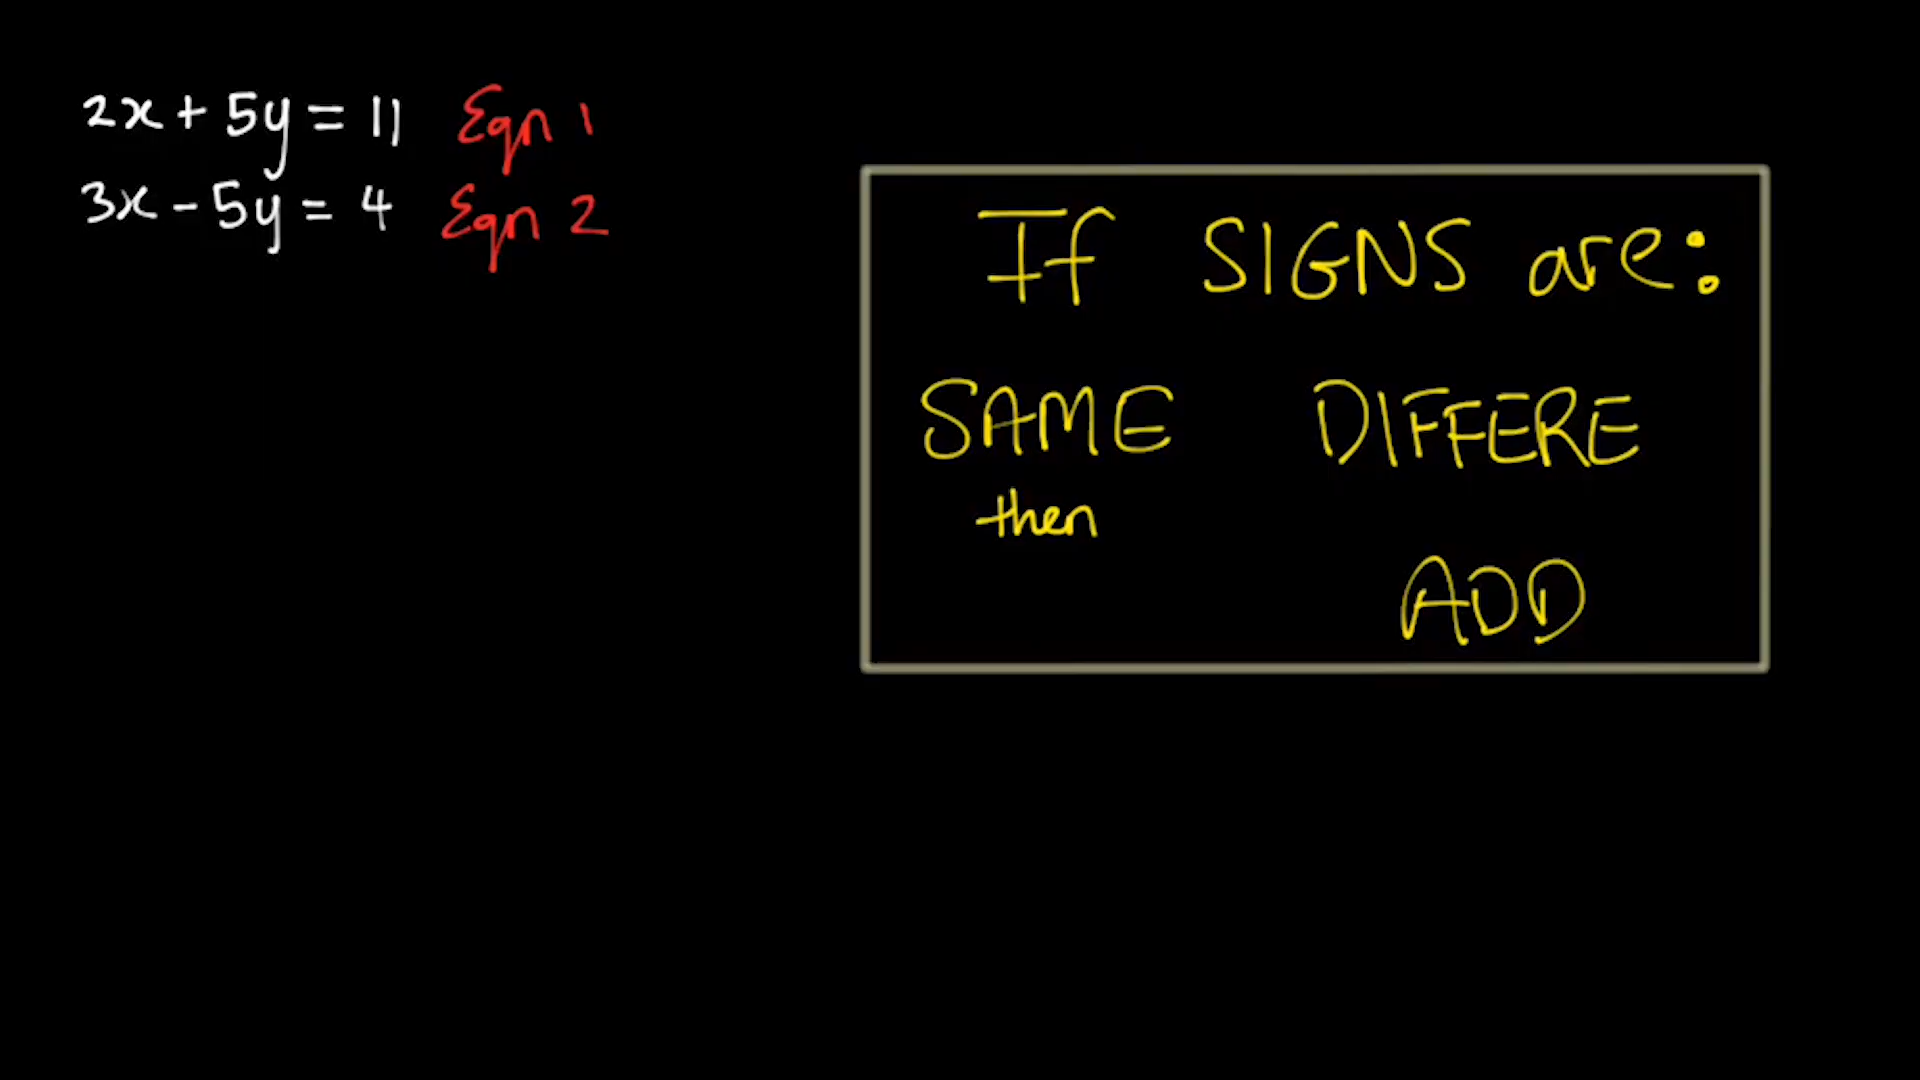 2x + 5y = 11 Eqn 1
3x - 5y = 4 Eqn 2
If SIGNS are:
SAME DIFFERE
then
ADD